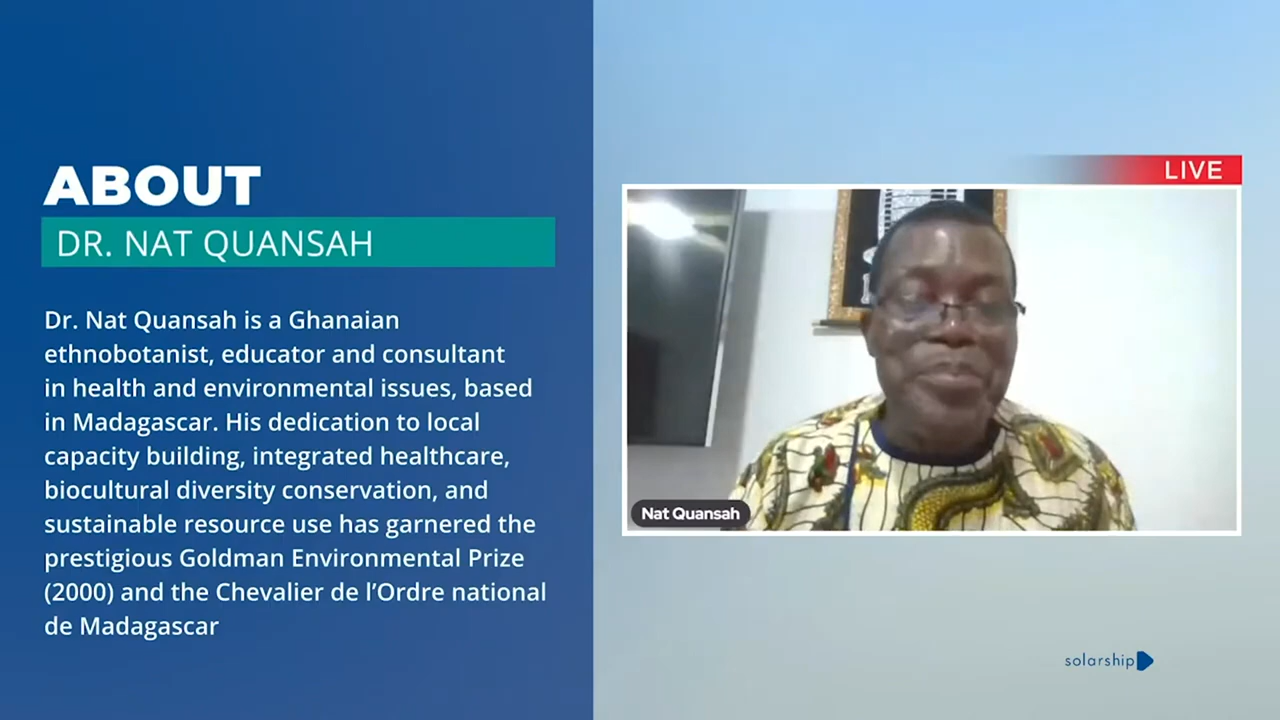 ABOUT
DR. NAT QUANSAH
Dr. Nat Quansah is a Ghanaian
ethnobotanist, educator and consultant
in health and environmental issues, based
in Madagascar. His dedication to local
capacity building, integrated healthcare,
biocultural diversity conservation, and
sustainable resource use has garnered the
prestigious Goldman Environmental Prize
(2000) and the Chevalier de l’Ordre national
de Madagascar
LIVE
Nat Quansah
solarship